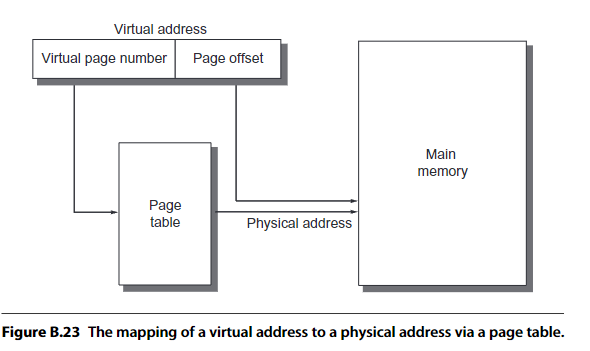 Virtual address
Virtual page number
Page offset
Main
memory
Page
table
Physical address
Figure B.23 The mapping of a virtual address to a physical address via a page table.